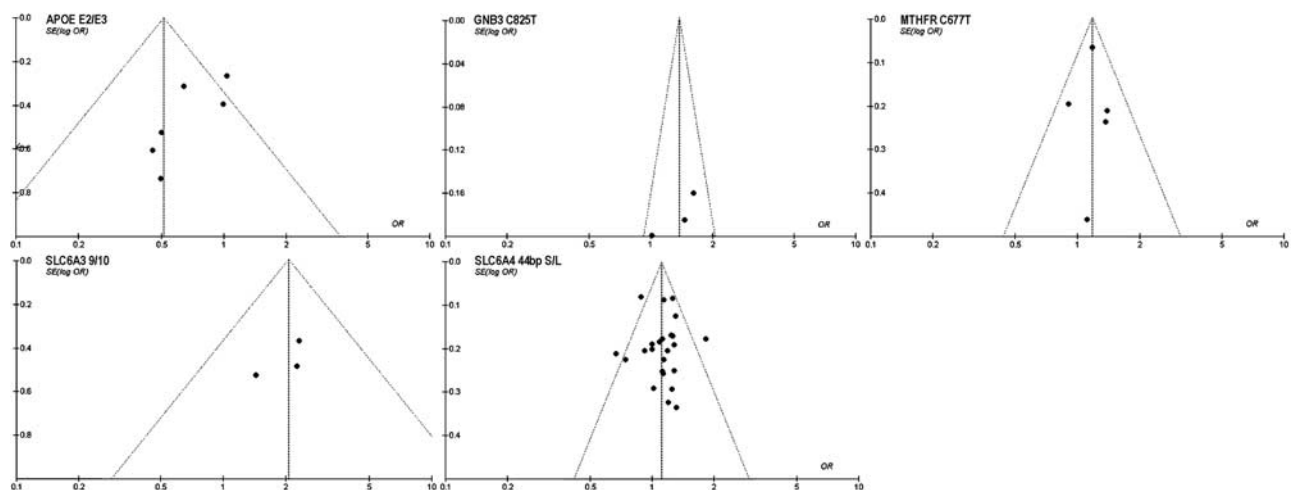 APOE E2/E3
SE(log OR)
0.0
0.2
0.4
0.6
0.8
OR
0.1 0.2 0.5 1 2 5 10
GNB3 C825T
SE(log OR)
0.00
0.04
0.08
0.12
0.16
OR
0.1 0.2 0.5 1 2 5 10
MTHFR C677T
SE(log OR)
0.0
0.1
0.2
0.3
0.4
OR
0.1 0.2 0.5 1 2 5 10
SLC6A3 9/10
SE(log OR)
0.0
0.2
0.4
0.6
0.8
0.1 0.2 0.5 1 2 5 10
SLC6A4 44bp S/L
SE(log OR)
0.0
0.1
0.2
0.3
0.4
OR
0.1 0.2 0.5 1 2 5 10